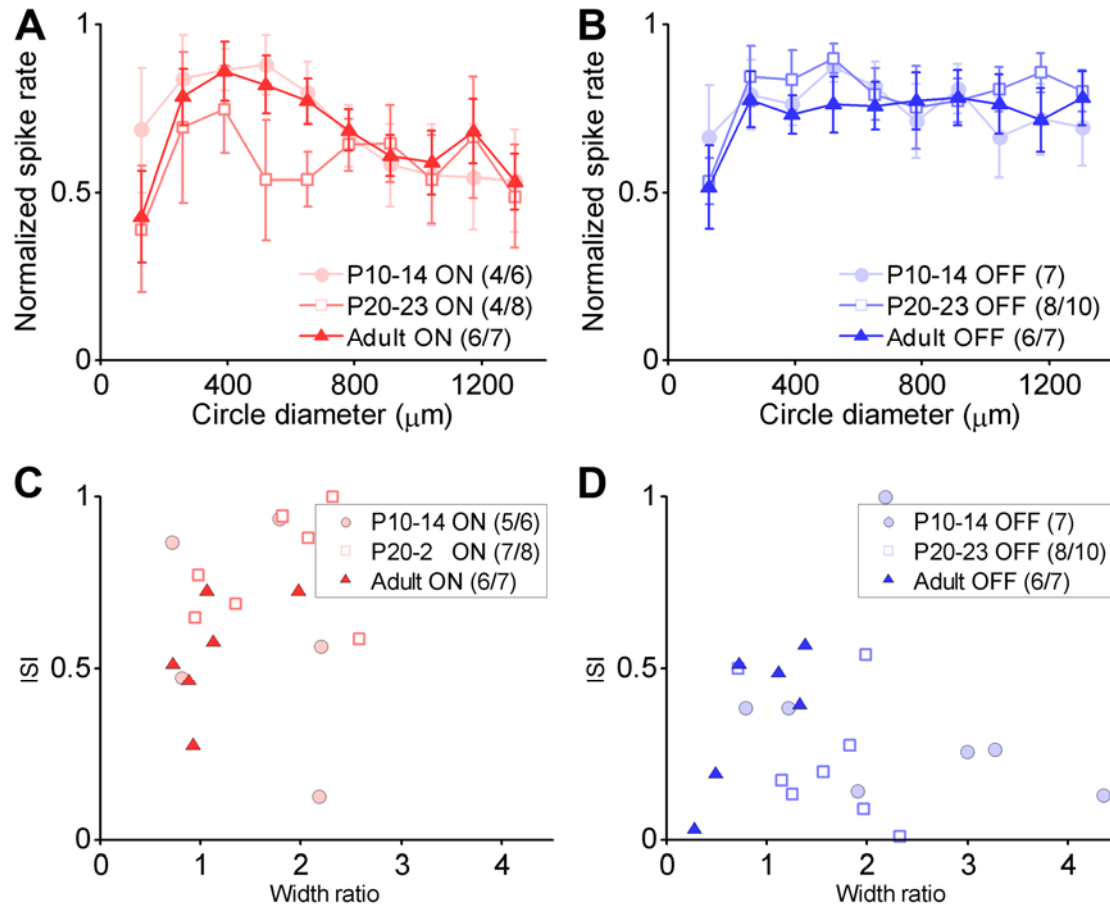 A
Normalized spike rate
1
0.5
0
0
400
800
1200
Circle diameter (μm)
P10-14 ON (4/6)
P20-23 ON (4/8)
Adult ON (6/7)
B
Normalized spike rate
1
0.5
0
0
400
800
1200
Circle diameter (μm)
P10-14 OFF (7)
P20-23 OFF (8/10)
Adult OFF (6/7)
C
ISI
1
0.5
0
0
1
2
3
4
Width ratio
P10-14 ON (5/6)
P20-2 ON (7/8)
Adult ON (6/7)
D
ISI
1
0.5
0
0
1
2
3
4
Width ratio
P10-14 OFF (7)
P20-23 OFF (8/10)
Adult OFF (6/7)